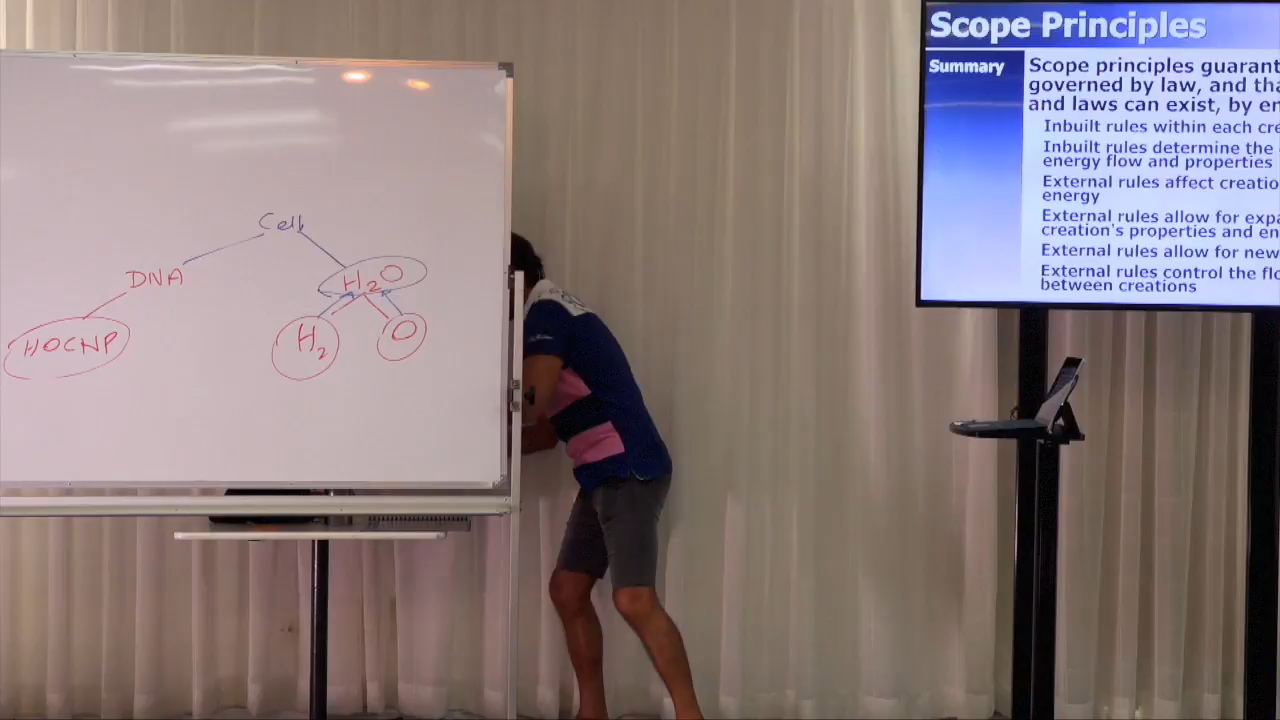 Cell
DNA
H2O
HOCNP
H2
O
Scope Principles
Summary
Scope principles guarant
governed by law, and tha
and laws can exist, by en
Inbuilt rules within each cre
Inbuilt rules determine the
energy flow and properties
External rules affect creatio
energy
External rules allow for expa
creation's properties and en
External rules allow for new
External rules control the flo
between creations